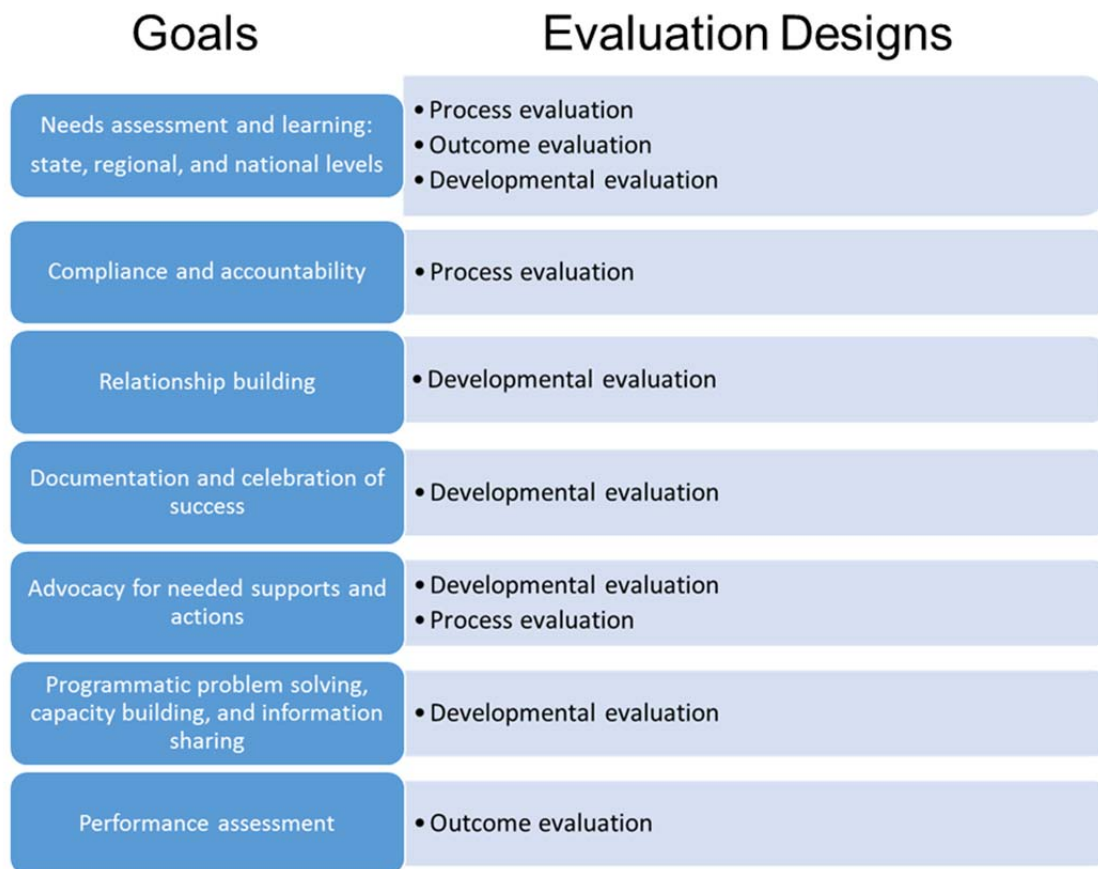 Goals
Evaluation Designs
Needs assessment and learning:
state, regional, and national levels
• Process evaluation
• Outcome evaluation
• Developmental evaluation
Compliance and accountability
• Process evaluation
Relationship building
• Developmental evaluation
Documentation and celebration of
success
• Developmental evaluation
Advocacy for needed supports and
actions
• Developmental evaluation
• Process evaluation
Programmatic problem solving,
capacity building, and information
sharing
• Developmental evaluation
Performance assessment
• Outcome evaluation